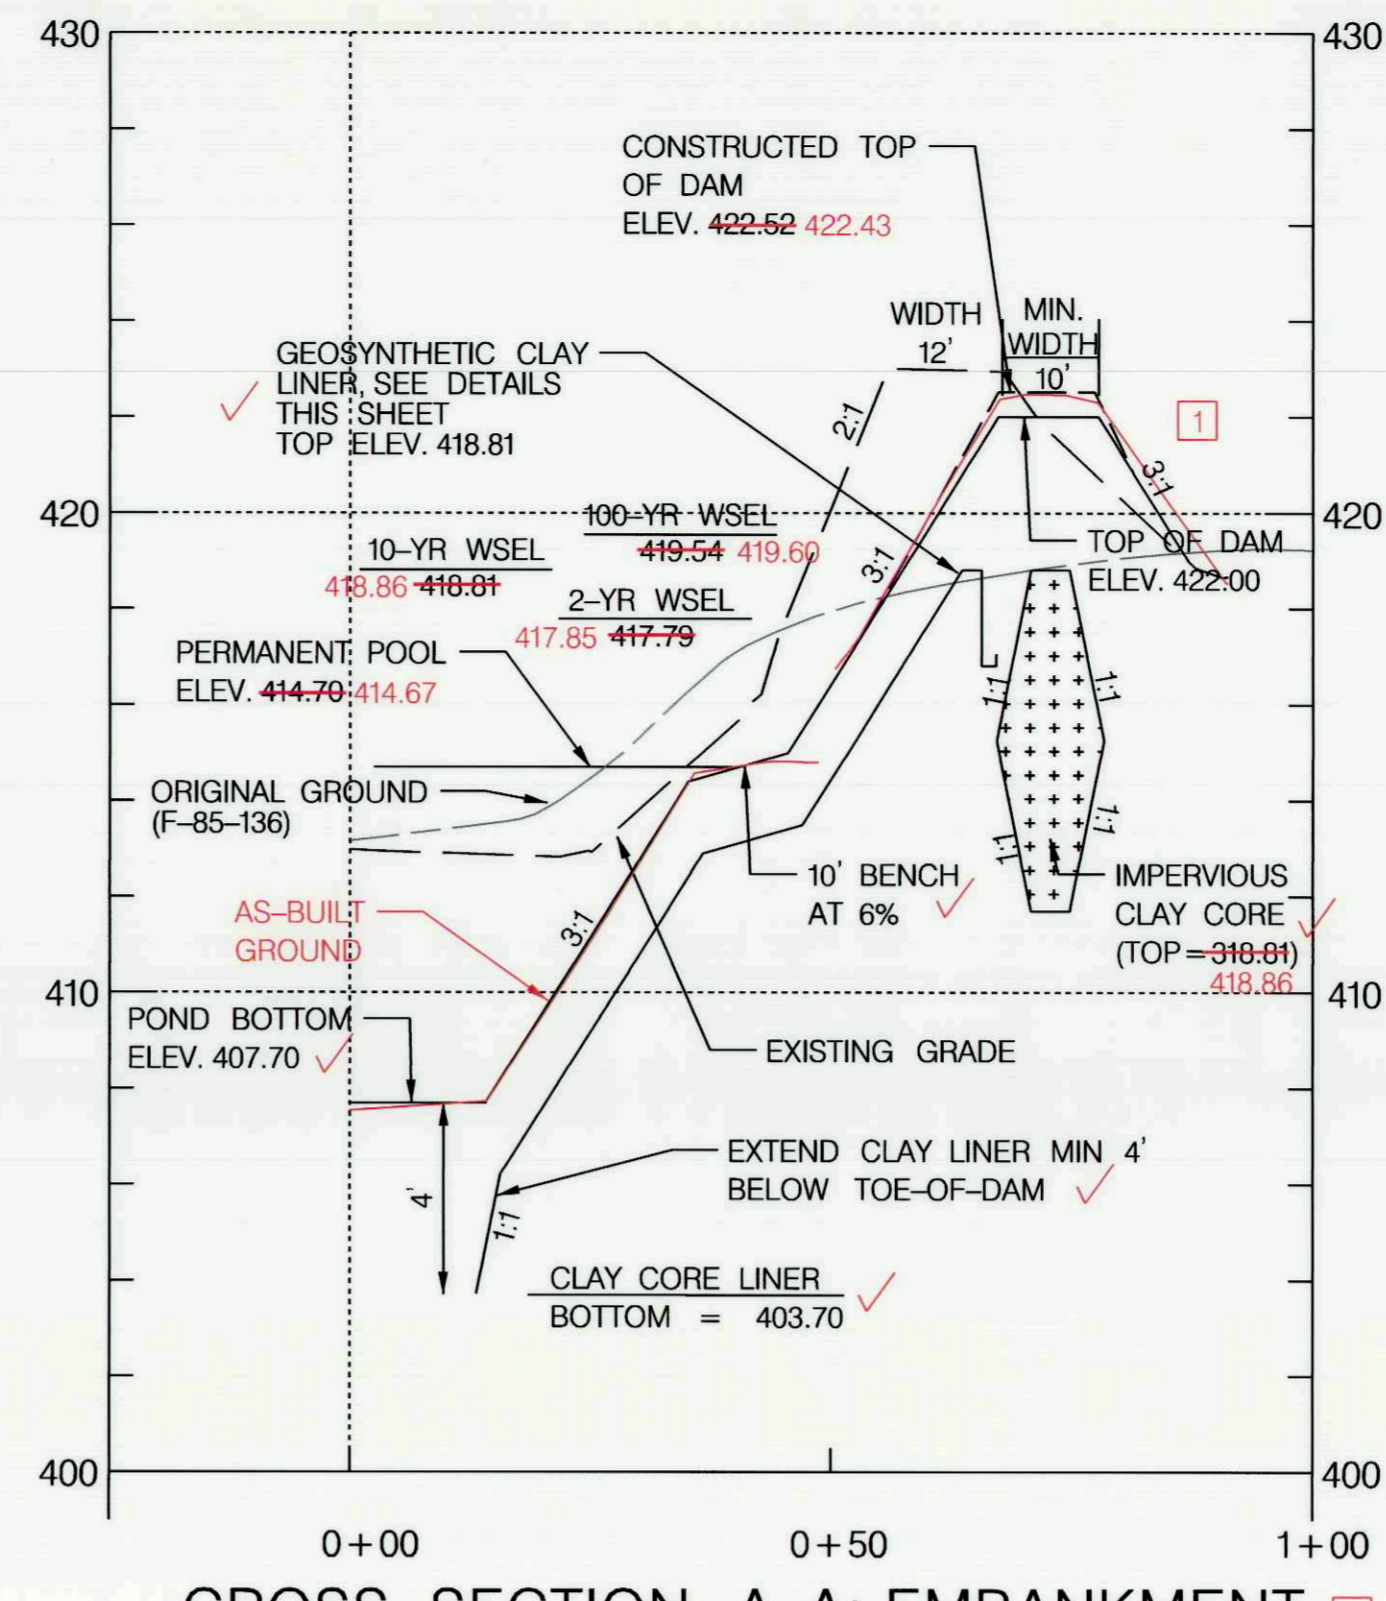 430
430
CONSTRUCTED TOP
OF DAM
ELEV. 422.52 422.43
WIDTH
12'
MIN.
WIDTH
10'
GEOSYNTHETIC CLAY
LINER, SEE DETAILS
THIS SHEET
TOP ELEV. 418.81
2:1
1
3:1
420
420
100-YR WSEL
419.54 419.60
10-YR WSEL
418.86 418.81
3:1
TOP OF DAM
ELEV. 422.00
2-YR WSEL
417.85 417.79
PERMANENT POOL
ELEV. 414.70 414.67
1:1
1:1
ORIGINAL GROUND
(F-85-136)
1:1
1:1
10' BENCH
AT 6%
IMPERVIOUS
CLAY CORE
(TOP=318.81)
418.86
AS-BUILT
GROUND
3:1
410
410
POND BOTTOM
ELEV. 407.70
EXISTING GRADE
EXTEND CLAY LINER MIN 4'
BELOW TOE-OF-DAM
4'
1:1
CLAY CORE LINER
BOTTOM = 403.70
400
400
0+00
0+50
1+00
CROSS SECTION A-A: EMBANKMENT